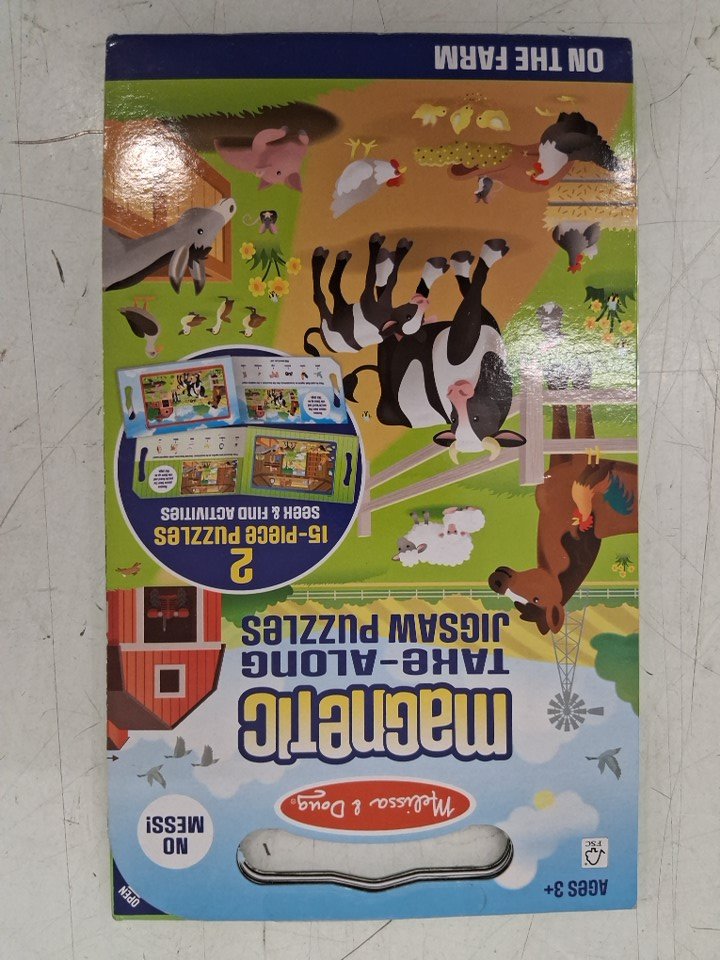 AGES 3+
FSC
OPEN
NO
MESS!
Melissa & Doug®
magnetic
TAKE-ALONG
JIGSAW PUZZLES
2
15-PIECE PUZZLES
SEEK & FIND ACTIVITIES
ON THE FARM